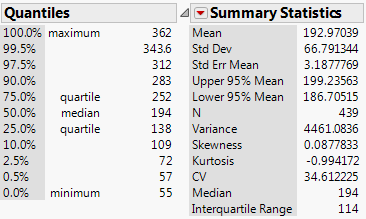 Quantiles
100.0% maximum 362
99.5% 343.6
97.5% 312
90.0% 283
75.0% quartile 252
50.0% median 194
25.0% quartile 138
10.0% 109
2.5% 72
0.5% 57
0.0% minimum 55
Summary Statistics
Mean 192.97039
Std Dev 66.791344
Std Err Mean 3.1877769
Upper 95% Mean 199.23563
Lower 95% Mean 186.70515
N 439
Variance 4461.0836
Skewness 0.0877833
Kurtosis -0.994172
CV 34.612225
Median 194
Interquartile Range 114